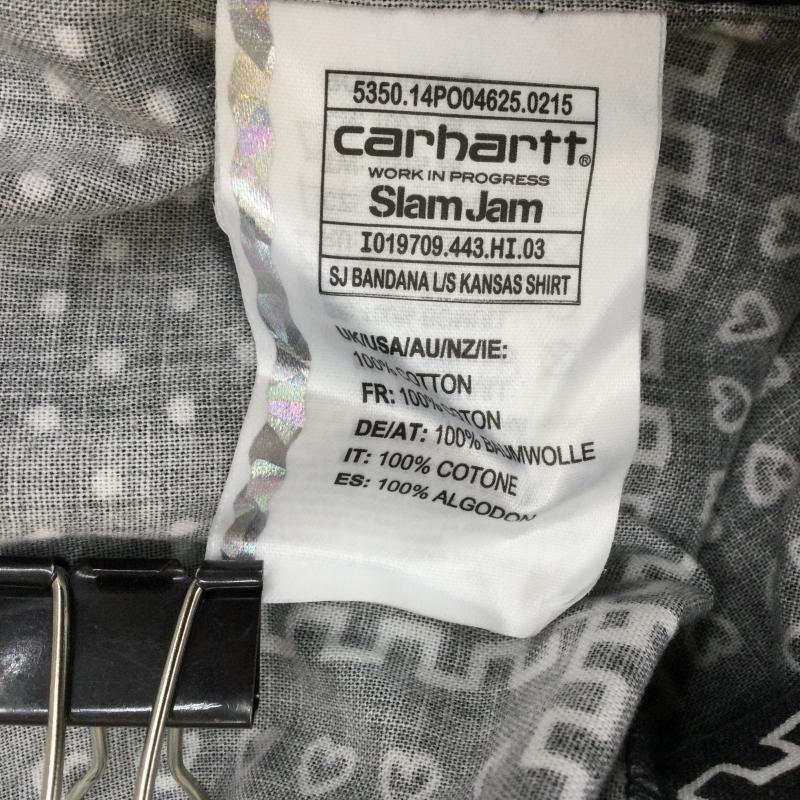 5350.14PO04625.0215
carhartt®
WORK IN PROGRESS
Slam Jam
I019709.443.HI.03
SJ BANDANA L/S KANSAS SHIRT
UK/USA/AU/NZ/IE:
100% COTTON
FR: 100% COTON
DE/AT: 100% BAUMWOLLE
IT: 100% COTONE
ES: 100% ALGODON